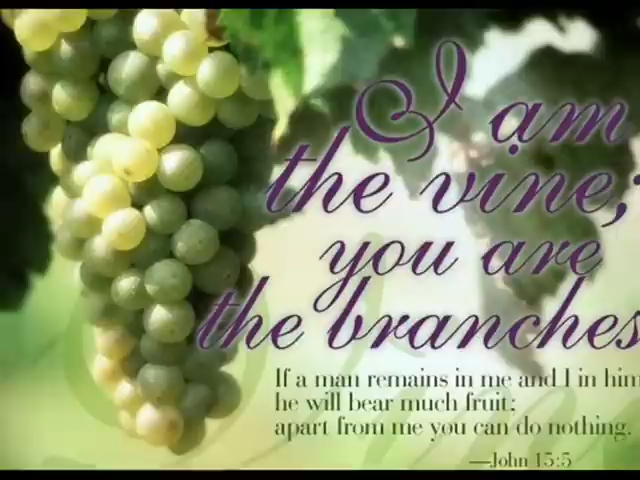 I am
the vine;
you are
the branches
If a man remains in me and I in him
he will bear much fruit;
apart from me you can do nothing.
—John 15:5